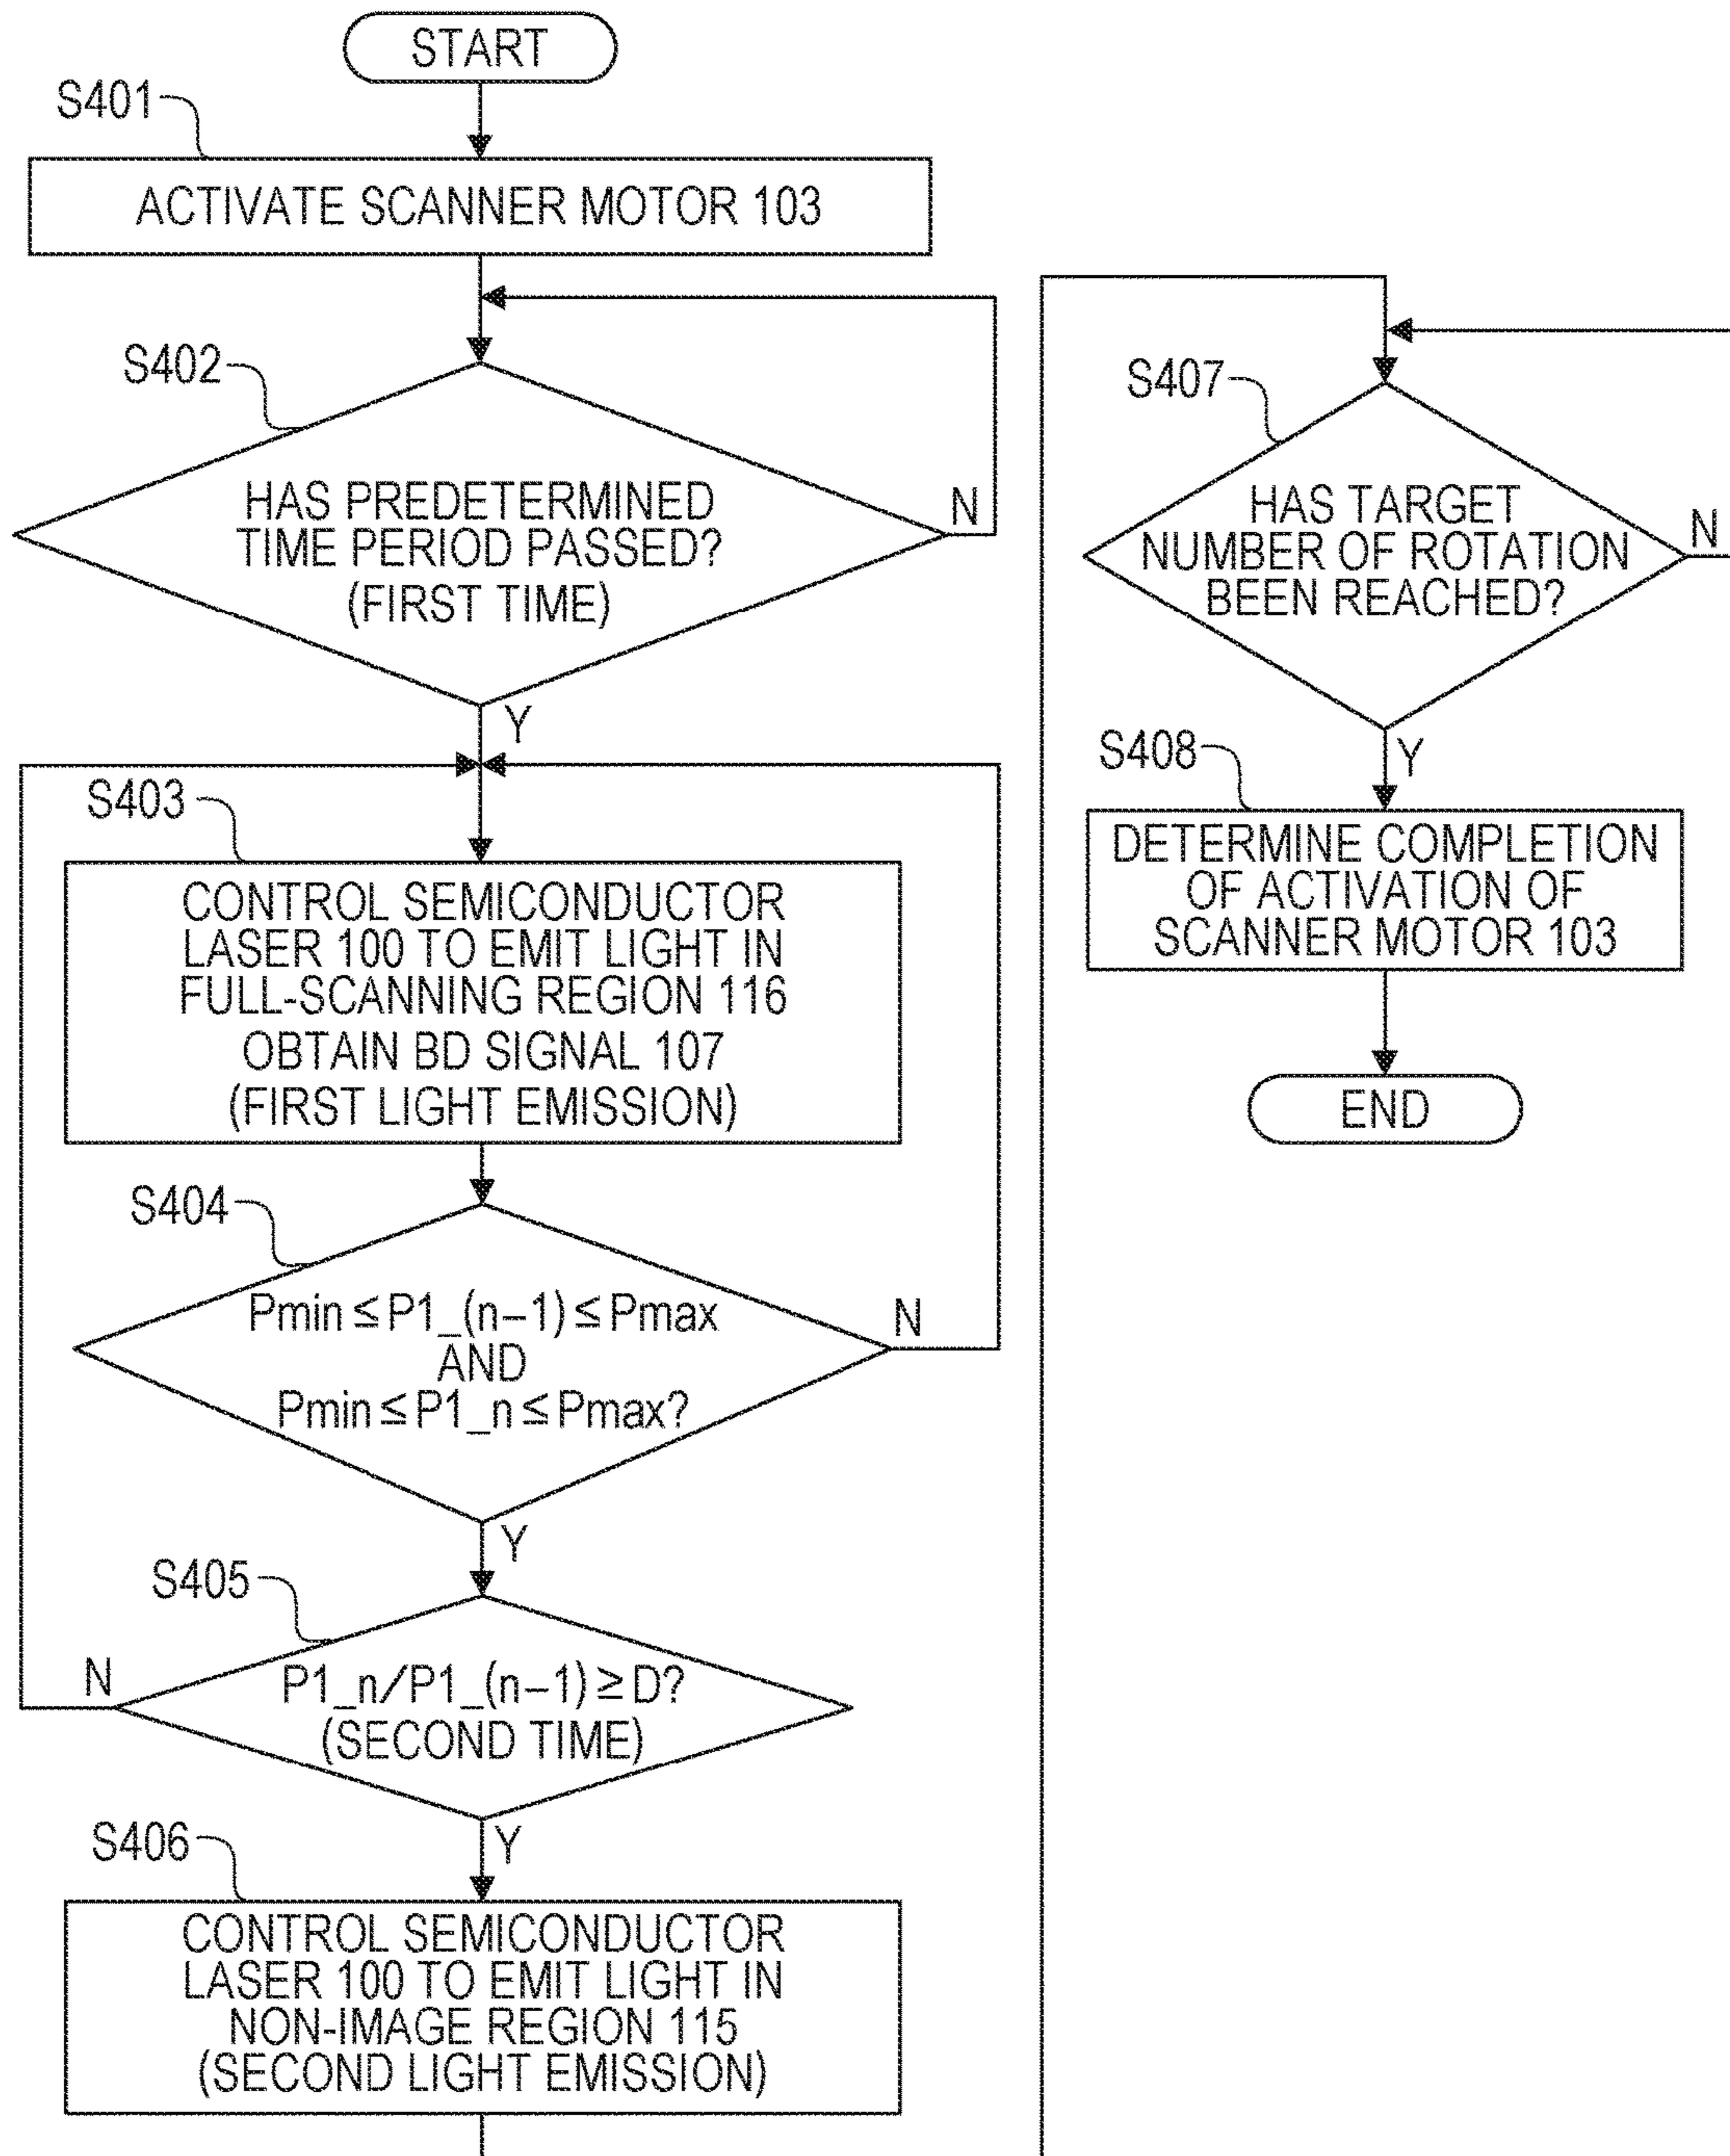 START
S401
ACTIVATE SCANNER MOTOR 103
S402
HAS PREDETERMINED
TIME PERIOD PASSED?
(FIRST TIME)
N
Y
S403
CONTROL SEMICONDUCTOR
LASER 100 TO EMIT LIGHT IN
FULL-SCANNING REGION 116
OBTAIN BD SIGNAL 107
(FIRST LIGHT EMISSION)
S404
Pmin ≤ P1_(n−1) ≤ Pmax
AND
Pmin ≤ P1_n ≤ Pmax?
N
Y
S405
P1_n/P1_(n−1) ≥ D?
(SECOND TIME)
N
Y
S406
CONTROL SEMICONDUCTOR
LASER 100 TO EMIT LIGHT IN
NON-IMAGE REGION 115
(SECOND LIGHT EMISSION)
S407
HAS TARGET
NUMBER OF ROTATION
BEEN REACHED?
N
Y
S408
DETERMINE COMPLETION
OF ACTIVATION OF
SCANNER MOTOR 103
END